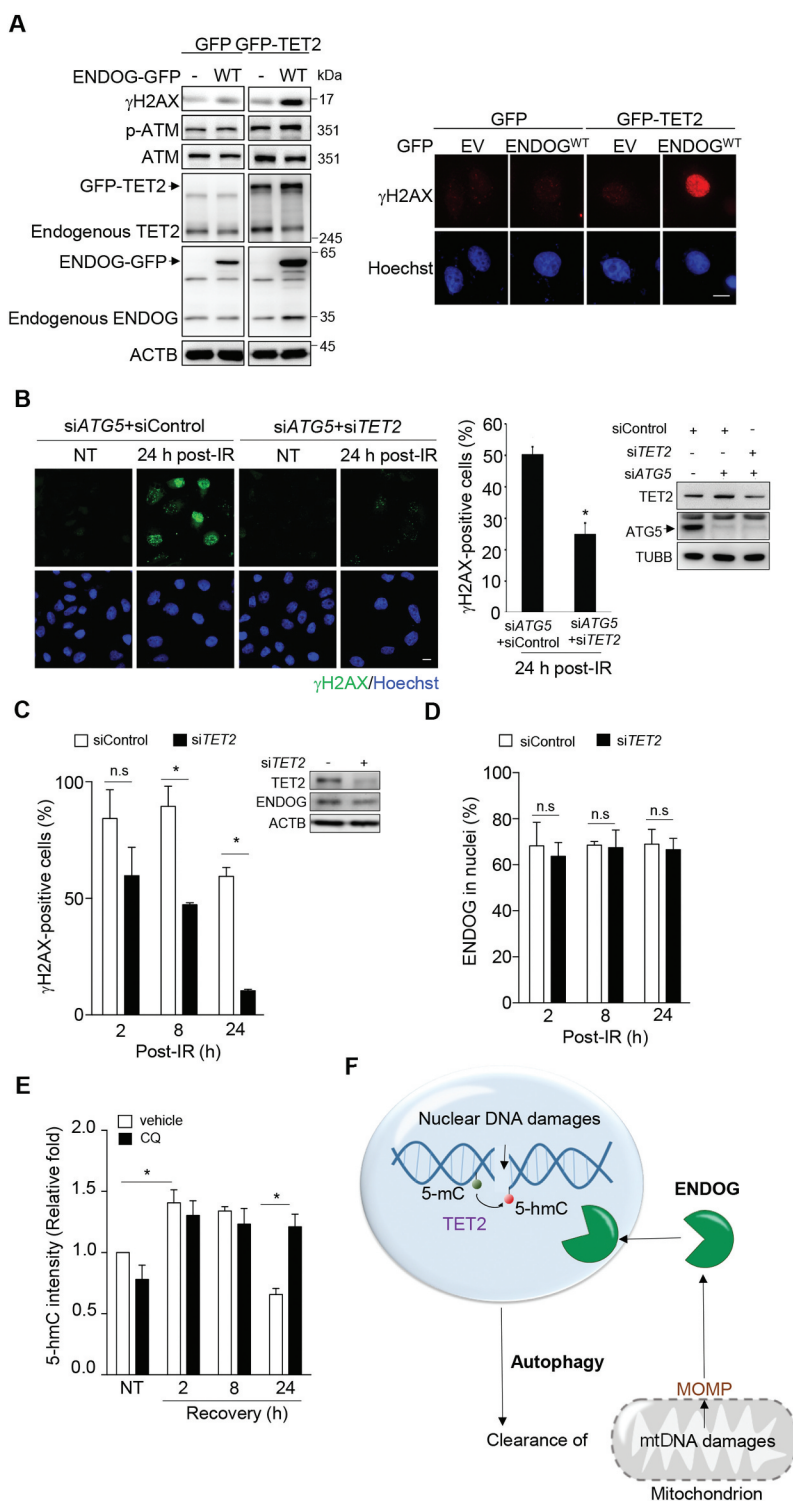 A
GFP GFP-TET2
ENDOG-GFP - WT - WT kDa
γH2AX 17
p-ATM 351
ATM 351
GFP-TET2
Endogenous TET2 245
ENDOG-GFP 65
Endogenous ENDOG 35
ACTB 45
GFP GFP-TET2
GFP EV ENDOGWT EV ENDOGWT
γH2AX
Hoechst
B
siATG5+siControl siATG5+siTET2
NT 24 h post-IR NT 24 h post-IR
γH2AX/Hoechst
γH2AX-positive cells (%)
60
50
40
30
20
10
0
*
siATG5 siATG5
+siControl +siTET2
24 h post-IR
siControl + + -
siTET2 - - +
siATG5 - + +
TET2
ATG5
TUBB
C
siControl siTET2
γH2AX-positive cells (%)
100
50
0
n.s * *
2 8 24
Post-IR (h)
siTET2 - +
TET2
ENDOG
ACTB
D
siControl siTET2
ENDOG in nuclei (%)
100
80
60
40
20
0
n.s n.s n.s
2 8 24
Post-IR (h)
E
vehicle
CQ
5-hmC intensity (Relative fold)
2.0
1.5
1.0
0.5
0.0
* *
NT 2 8 24
Recovery (h)
F
Nuclear DNA damages
5-mC 5-hmC
TET2
ENDOG
Autophagy
Clearance of
MOMP
mtDNA damages
Mitochondrion